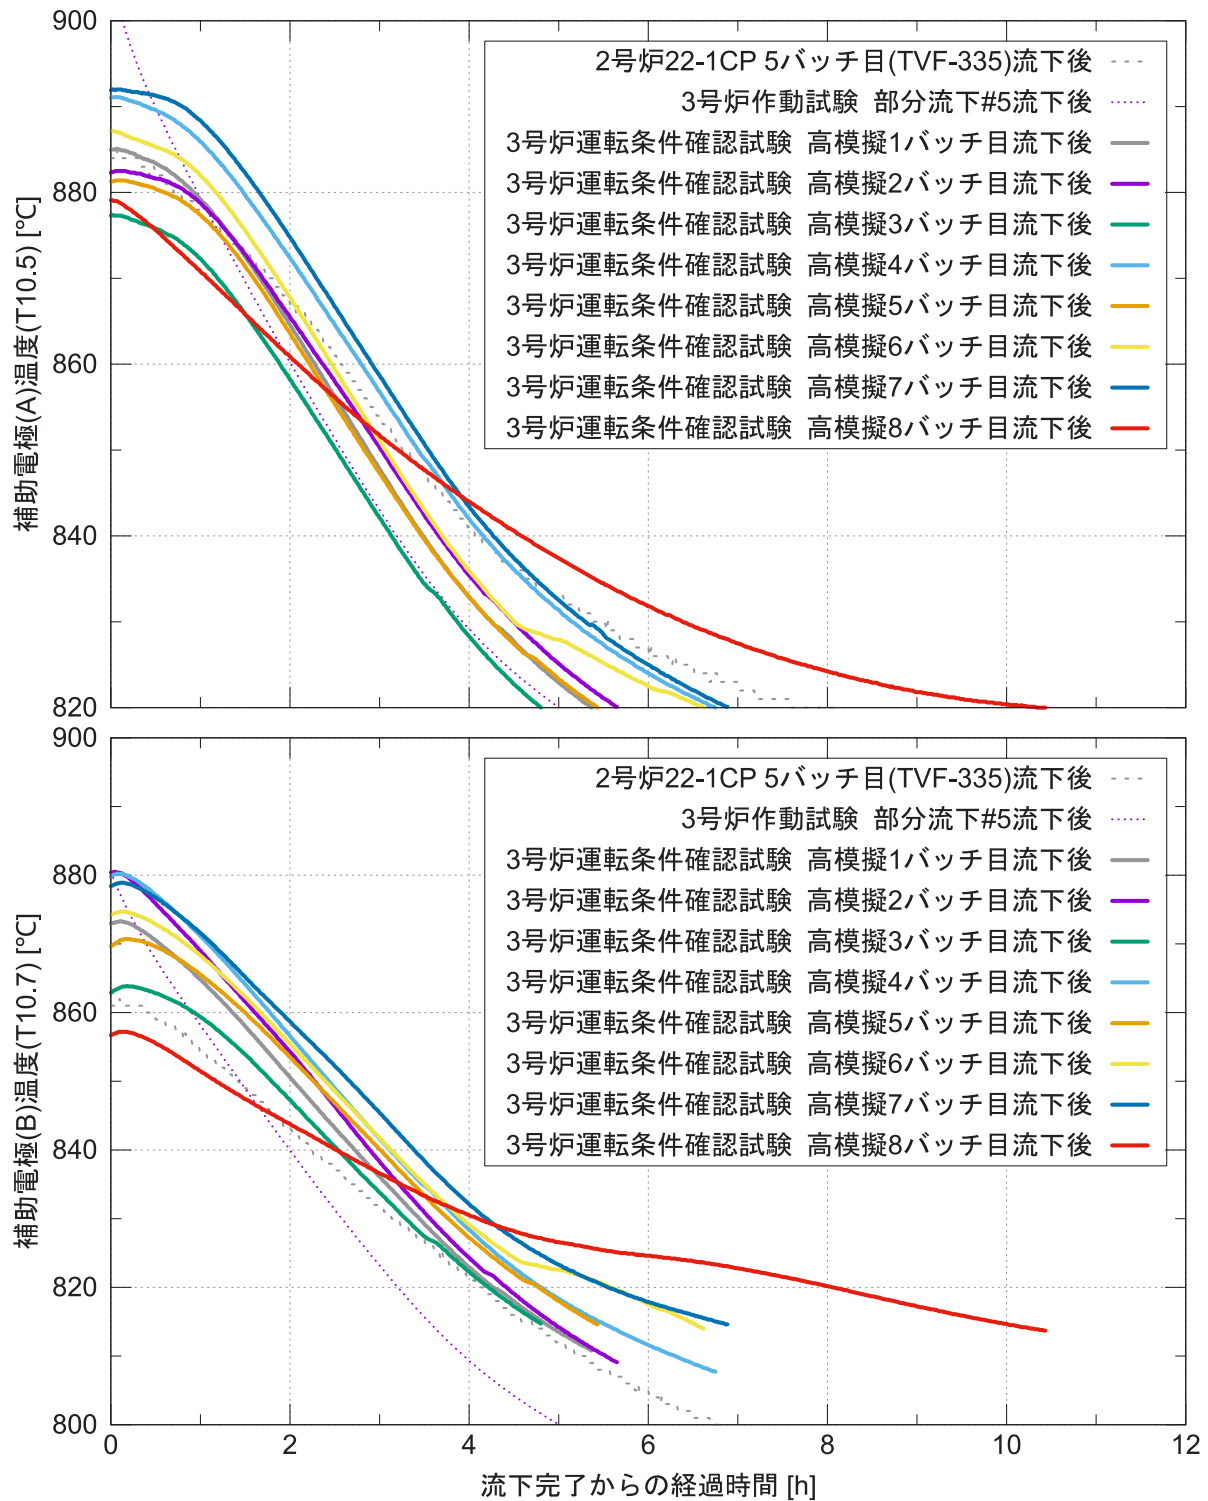 900
880
860
840
820
補助電極(A)温度(T10.5) [℃]
2号炉22-1CP 5バッチ目(TVF-335)流下後
3号炉作動試験 部分流下#5流下後
3号炉運転条件確認試験 高模擬1バッチ目流下後
3号炉運転条件確認試験 高模擬2バッチ目流下後
3号炉運転条件確認試験 高模擬3バッチ目流下後
3号炉運転条件確認試験 高模擬4バッチ目流下後
3号炉運転条件確認試験 高模擬5バッチ目流下後
3号炉運転条件確認試験 高模擬6バッチ目流下後
3号炉運転条件確認試験 高模擬7バッチ目流下後
3号炉運転条件確認試験 高模擬8バッチ目流下後
900
880
860
840
820
800
補助電極(B)温度(T10.7) [℃]
2号炉22-1CP 5バッチ目(TVF-335)流下後
3号炉作動試験 部分流下#5流下後
3号炉運転条件確認試験 高模擬1バッチ目流下後
3号炉運転条件確認試験 高模擬2バッチ目流下後
3号炉運転条件確認試験 高模擬3バッチ目流下後
3号炉運転条件確認試験 高模擬4バッチ目流下後
3号炉運転条件確認試験 高模擬5バッチ目流下後
3号炉運転条件確認試験 高模擬6バッチ目流下後
3号炉運転条件確認試験 高模擬7バッチ目流下後
3号炉運転条件確認試験 高模擬8バッチ目流下後
0 2 4 6 8 10 12
流下完了からの経過時間 [h]